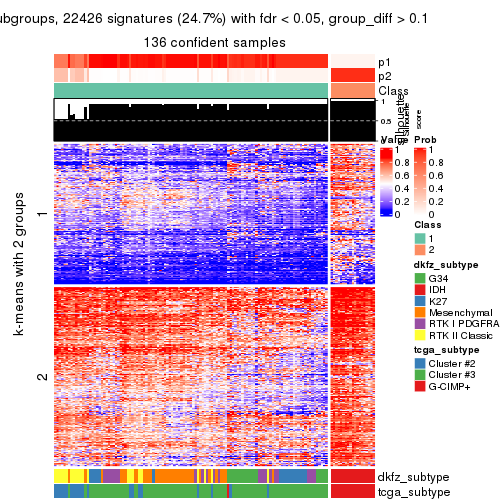 ubgroups, 22426 signatures (24.7%) with fdr < 0.05, group_diff > 0.1
136 confident samples
p1
p2
Class
1
0.5
Silhouette
score
silhouette
k-means with 2 groups
1
2
Prob
1
1
0.8
0.8
0.6
0.6
0.4
0.4
0.2
0.2
0
0
Class
1
2
dkfz_subtype
G34
IDH
K27
Mesenchymal
RTK I PDGFRA
RTK II Classic
tcga_subtype
Cluster #2
Cluster #3
G-CIMP+
dkfz_subtype
tcga_subtype